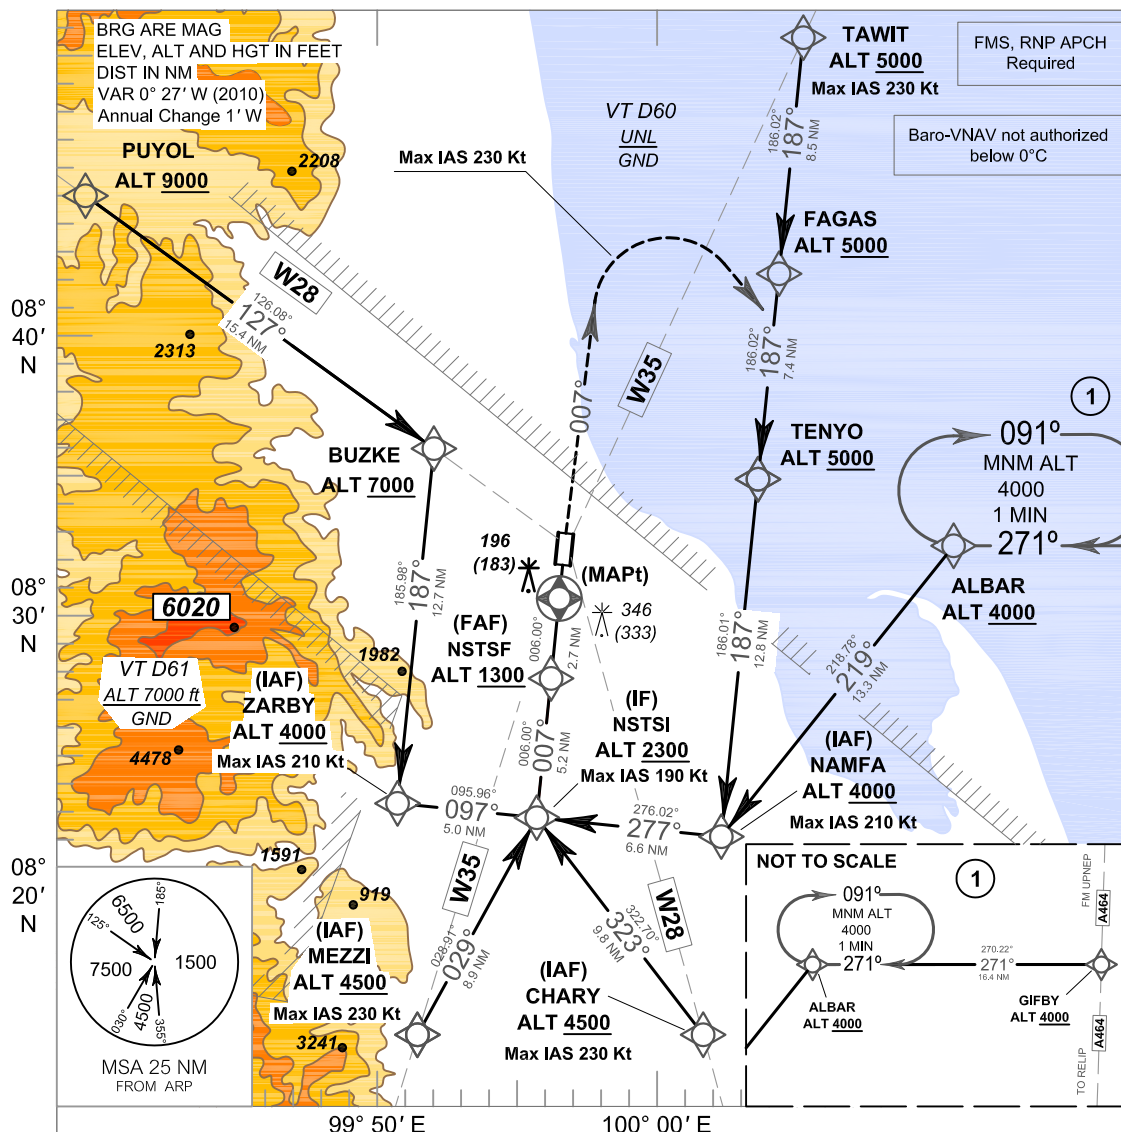 BRG ARE MAG
ELEV, ALT AND HGT IN FEET
DIST IN NM
VAR 0° 27' W (2010)
Annual Change 1' W
TAWIT
ALT 5000
Max IAS 230 Kt
FMS, RNP APCH
Required
Baro-VNAV not authorized
below 0°C
VT D60
UNL
GND
Max IAS 230 Kt
PUYOL
ALT 9000
2208
186.02°
187°
8.5 NM
FAGAS
ALT 5000
W28
126.08°
127°
15.4 NM
2313
08°
40'
N
186.02°
187°
7.4 NM
W35
007°
1
091º
MNM ALT
4000
1 MIN
271º
TENYO
ALT 5000
BUZKE
ALT 7000
ALBAR
ALT 4000
196
(183)
(MAPt)
346
(333)
185.98°
187°
12.7 NM
08°
30'
N
6020
(FAF)
NSTSF
ALT 1300
006.00°
2.7 NM
186.01°
187°
12.8 NM
218.78°
219°
13.3 NM
1982
VT D61
ALT 7000 ft
GND
4478
(IAF)
ZARBY
ALT 4000
Max IAS 210 Kt
(IF)
NSTSI
ALT 2300
Max IAS 190 Kt
006.00°
007°
5.2 NM
(IAF)
NAMFA
ALT 4000
Max IAS 210 Kt
095.96°
097°
5.0 NM
276.02°
277°
6.6 NM
08°
20'
N
1591
919
W35
W28
028.91°
029°
8.9 NM
322.70°
323°
9.8 NM
(IAF)
MEZZI
ALT 4500
Max IAS 230 Kt
3241
(IAF)
CHARY
ALT 4500
Max IAS 230 Kt
125°
6500
185°
7500
1500
030°
4500
355°
MSA 25 NM
FROM ARP
NOT TO SCALE
1
091º
MNM ALT
4000
1 MIN
271º
ALBAR
ALT 4000
270.22°
271°
16.4 NM
GIFBY
ALT 4000
FM UPNEP
A464
A464
TO RELIP
99° 50' E
100° 00' E